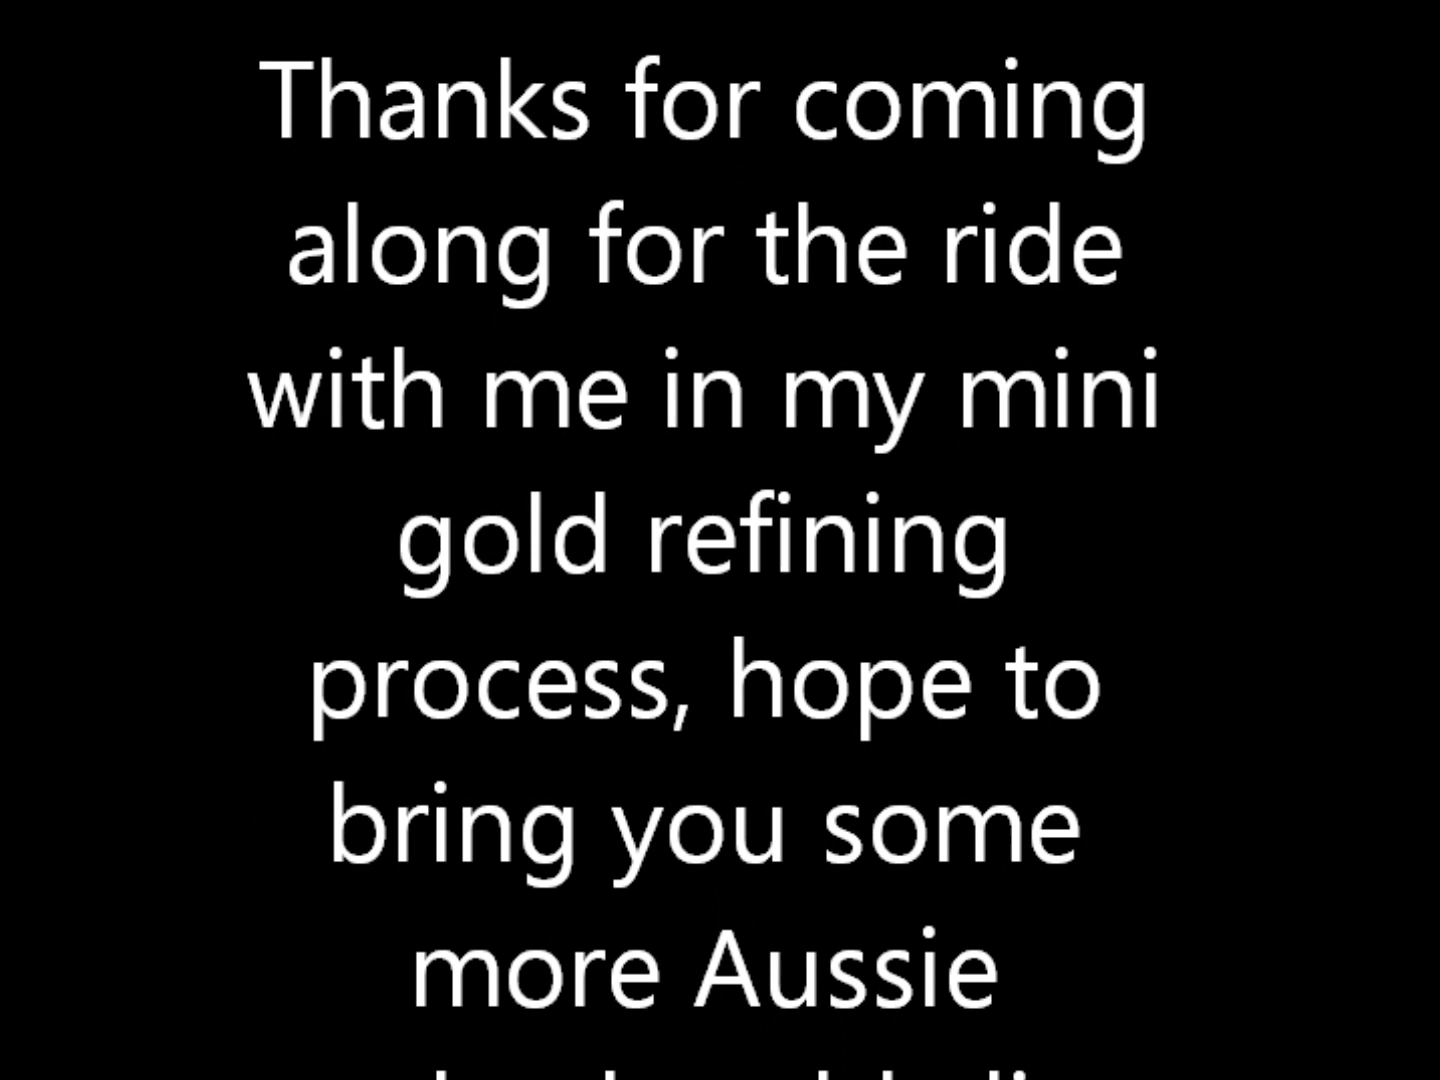 Thanks for coming
along for the ride
with me in my mini
gold refining
process, hope to
bring you some
more Aussie